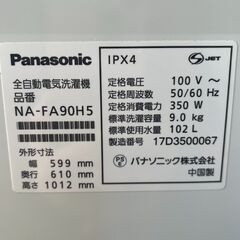 Panasonic
全自動電気洗濯機
品番
NA-FA90H5
外形寸法
幅 599 mm
奥行 610 mm
高さ 1012 mm
IPX4
S JET
定格電圧 100 V～
定格周波数 50/60 Hz
定格消費電力 350 W
標準洗濯容量 9.0 kg
標準使用水量 102 L
製造番号 17D3500067
PS E
パナソニック株式会社
中国製